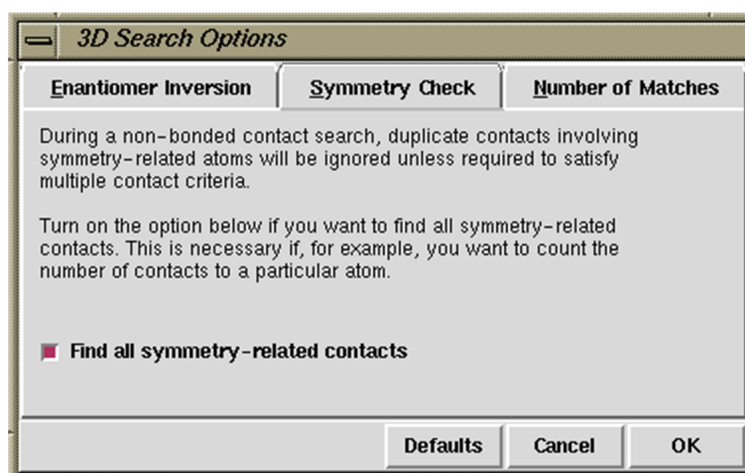 3D Search Options
Enantiomer Inversion
Symmetry Check
Number of Matches
During a non-bonded contact search, duplicate contacts involving
symmetry-related atoms will be ignored unless required to satisfy
multiple contact criteria.
Turn on the option below if you want to find all symmetry-related
contacts. This is necessary if, for example, you want to count the
number of contacts to a particular atom.
Find all symmetry-related contacts
Defaults
Cancel
OK